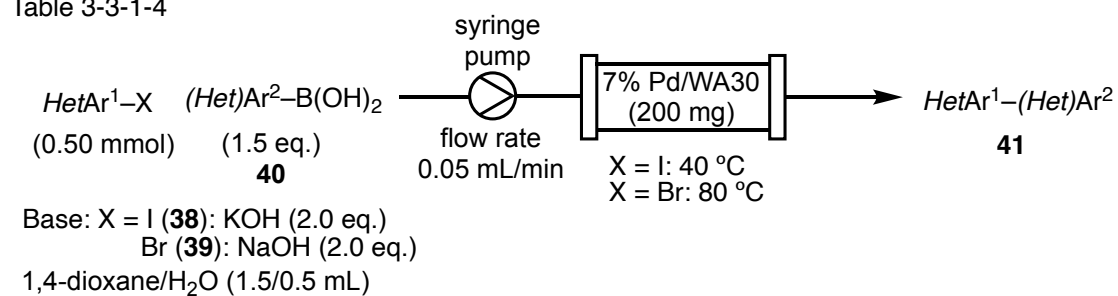 Table 3-3-1-4
syringe
pump
HetAr¹–X (Het)Ar²–B(OH)₂
7% Pd/WA30
(200 mg)
HetAr¹–(Het)Ar²
(0.50 mmol) (1.5 eq.)
flow rate
0.05 mL/min
40
41
X = I: 40 ºC
X = Br: 80 ºC
Base: X = I (38): KOH (2.0 eq.)
Br (39): NaOH (2.0 eq.)
1,4-dioxane/H₂O (1.5/0.5 mL)